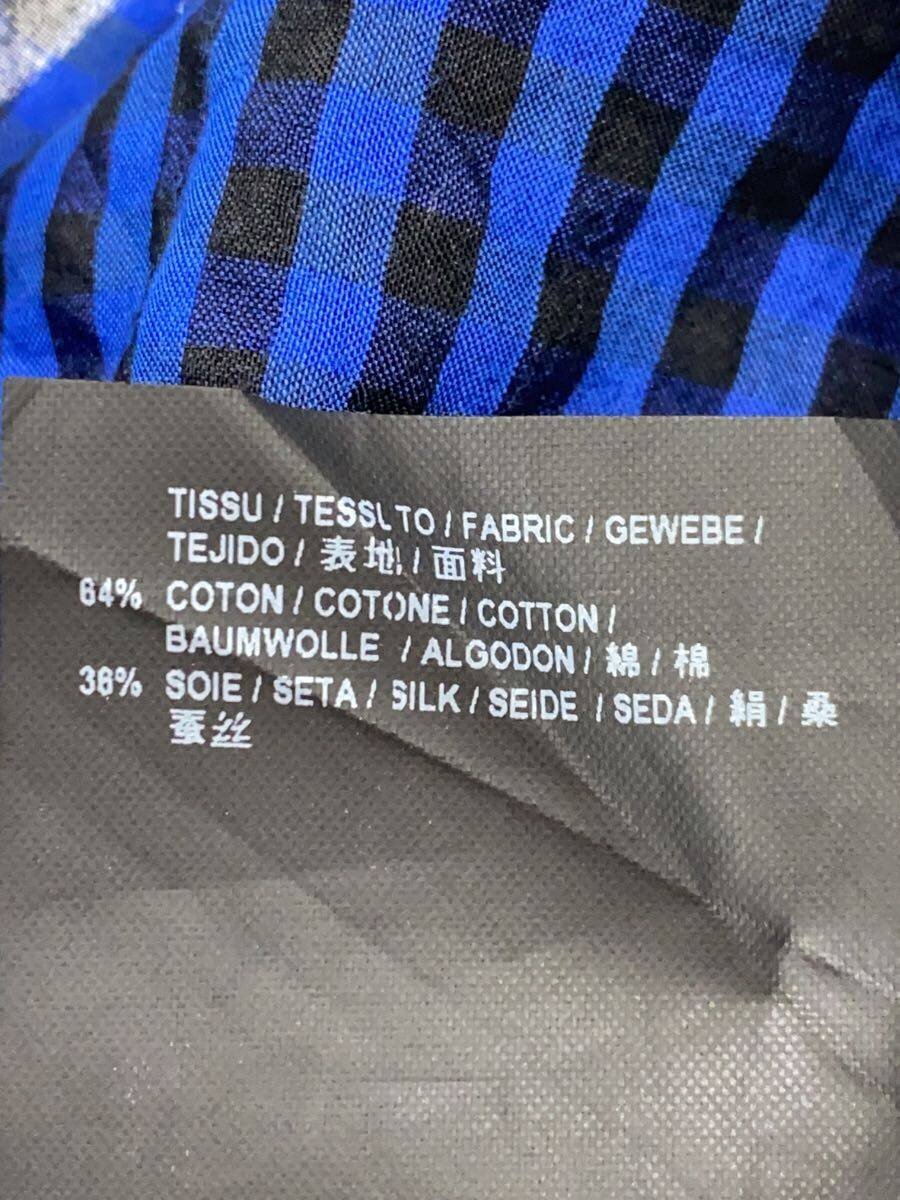 TISSU / TESSUTO / FABRIC / GEWEBE /
TEJIDO / 表地 / 面料
64% COTON / COTONE / COTTON /
BAUMWOLLE / ALGODON / 綿 / 棉
36% SOIE / SETA / SILK / SEIDE / SEDA / 絹 / 桑
蚕丝